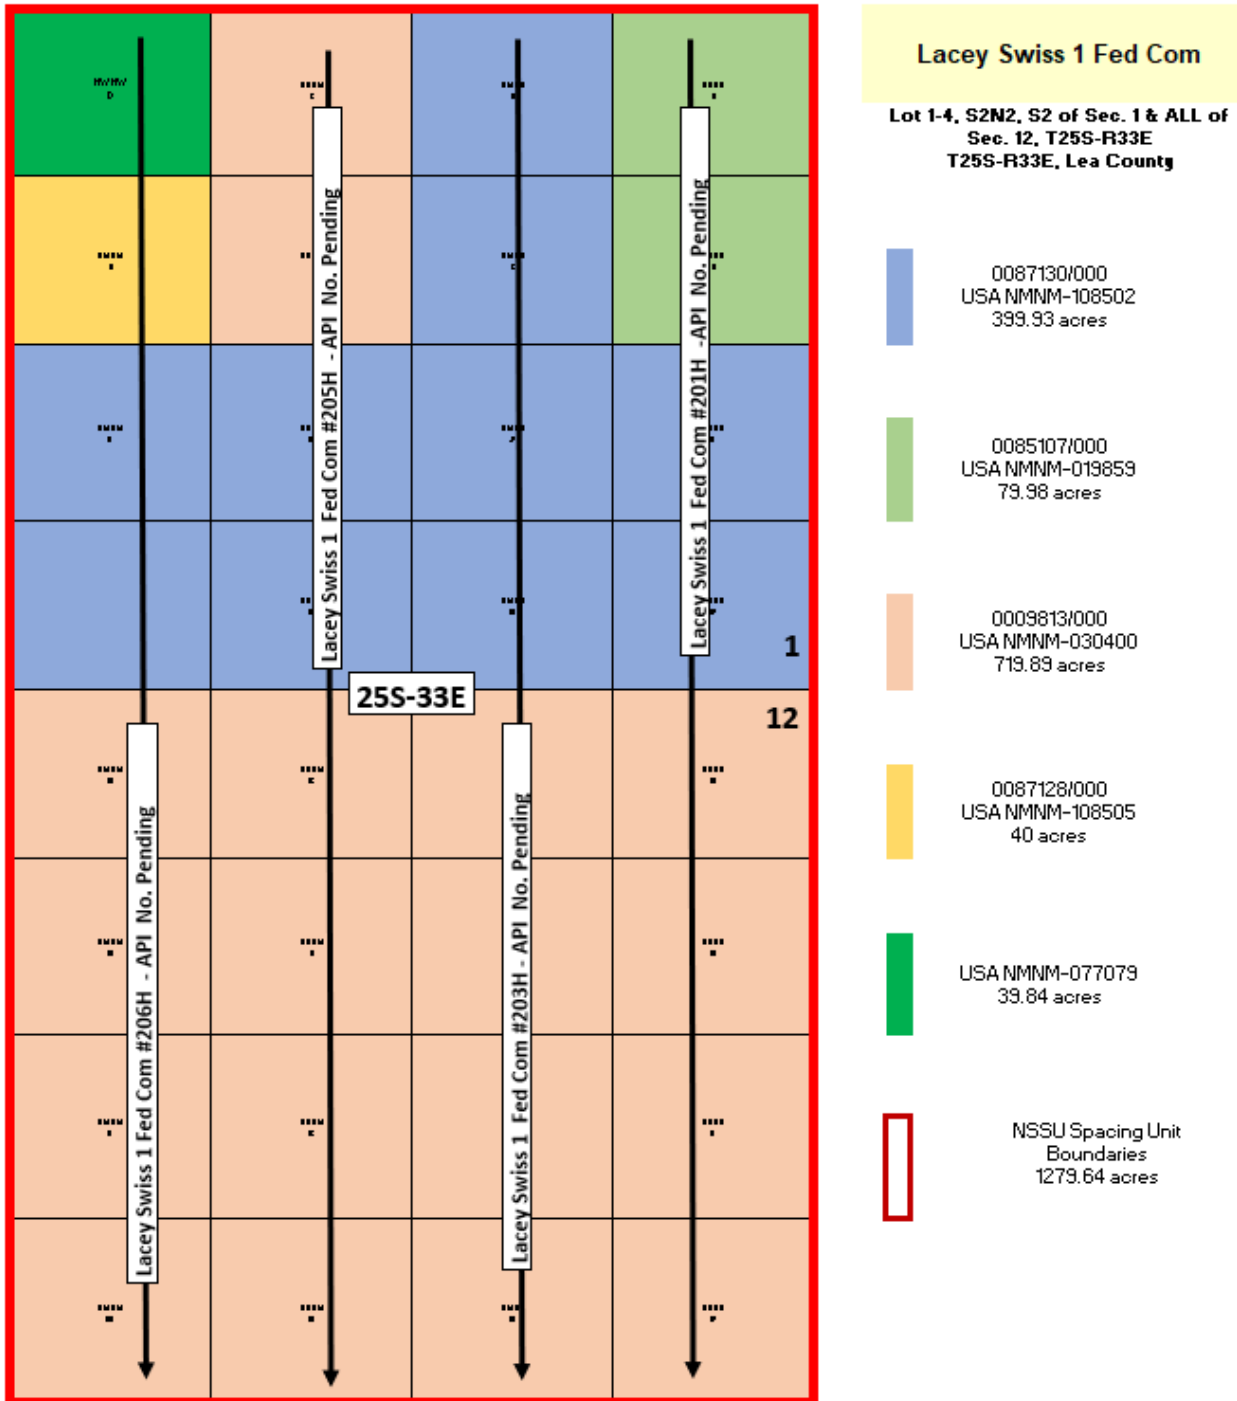 Lacey Swiss 1 Fed Com
Lot 1-4, S2N2, S2 of Sec. 1 & ALL of
Sec. 12, T25S-R33E
T25S-R33E, Lea County
NWNW
D
Lacey Swiss 1 Fed Com #205H - API No. Pending
Lacey Swiss 1 Fed Com #201H -API No. Pending
1
25S-33E
12
Lacey Swiss 1 Fed Com #206H - API No. Pending
Lacey Swiss 1 Fed Com #203H - API No. Pending
0087130/000
USA NMNM-108502
399.93 acres
0085107/000
USA NMNM-019859
79.98 acres
0009813/000
USA NMNM-030400
719.89 acres
0087128/000
USA NMNM-108505
40 acres
USA NMNM-077079
39.84 acres
NSSU Spacing Unit
Boundaries
1279.64 acres